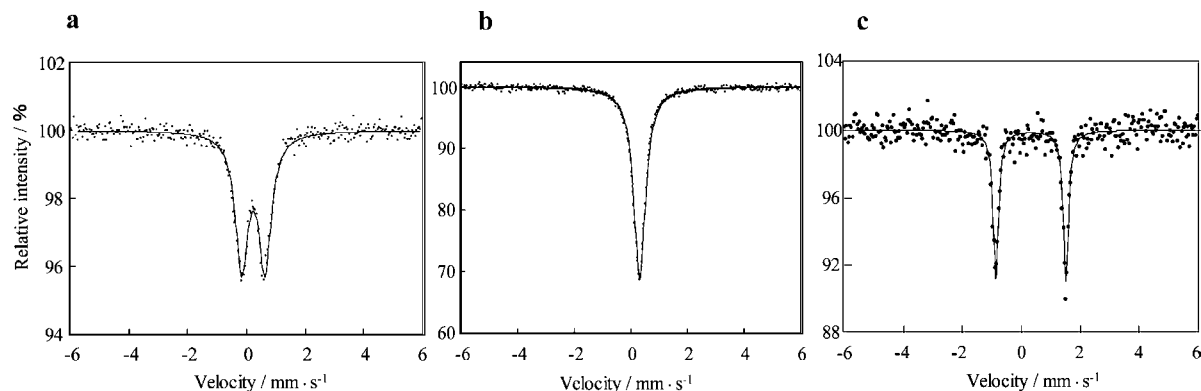 a
b
c
102
100
98
96
94
100
90
80
70
60
104
100
96
92
88
Relative intensity / %
-6 -4 -2 0 2 4 6
-6 -4 -2 0 2 4 6
-6 -4 -2 0 2 4 6
Velocity / mm · s-1
Velocity / mm · s-1
Velocity / mm · s-1